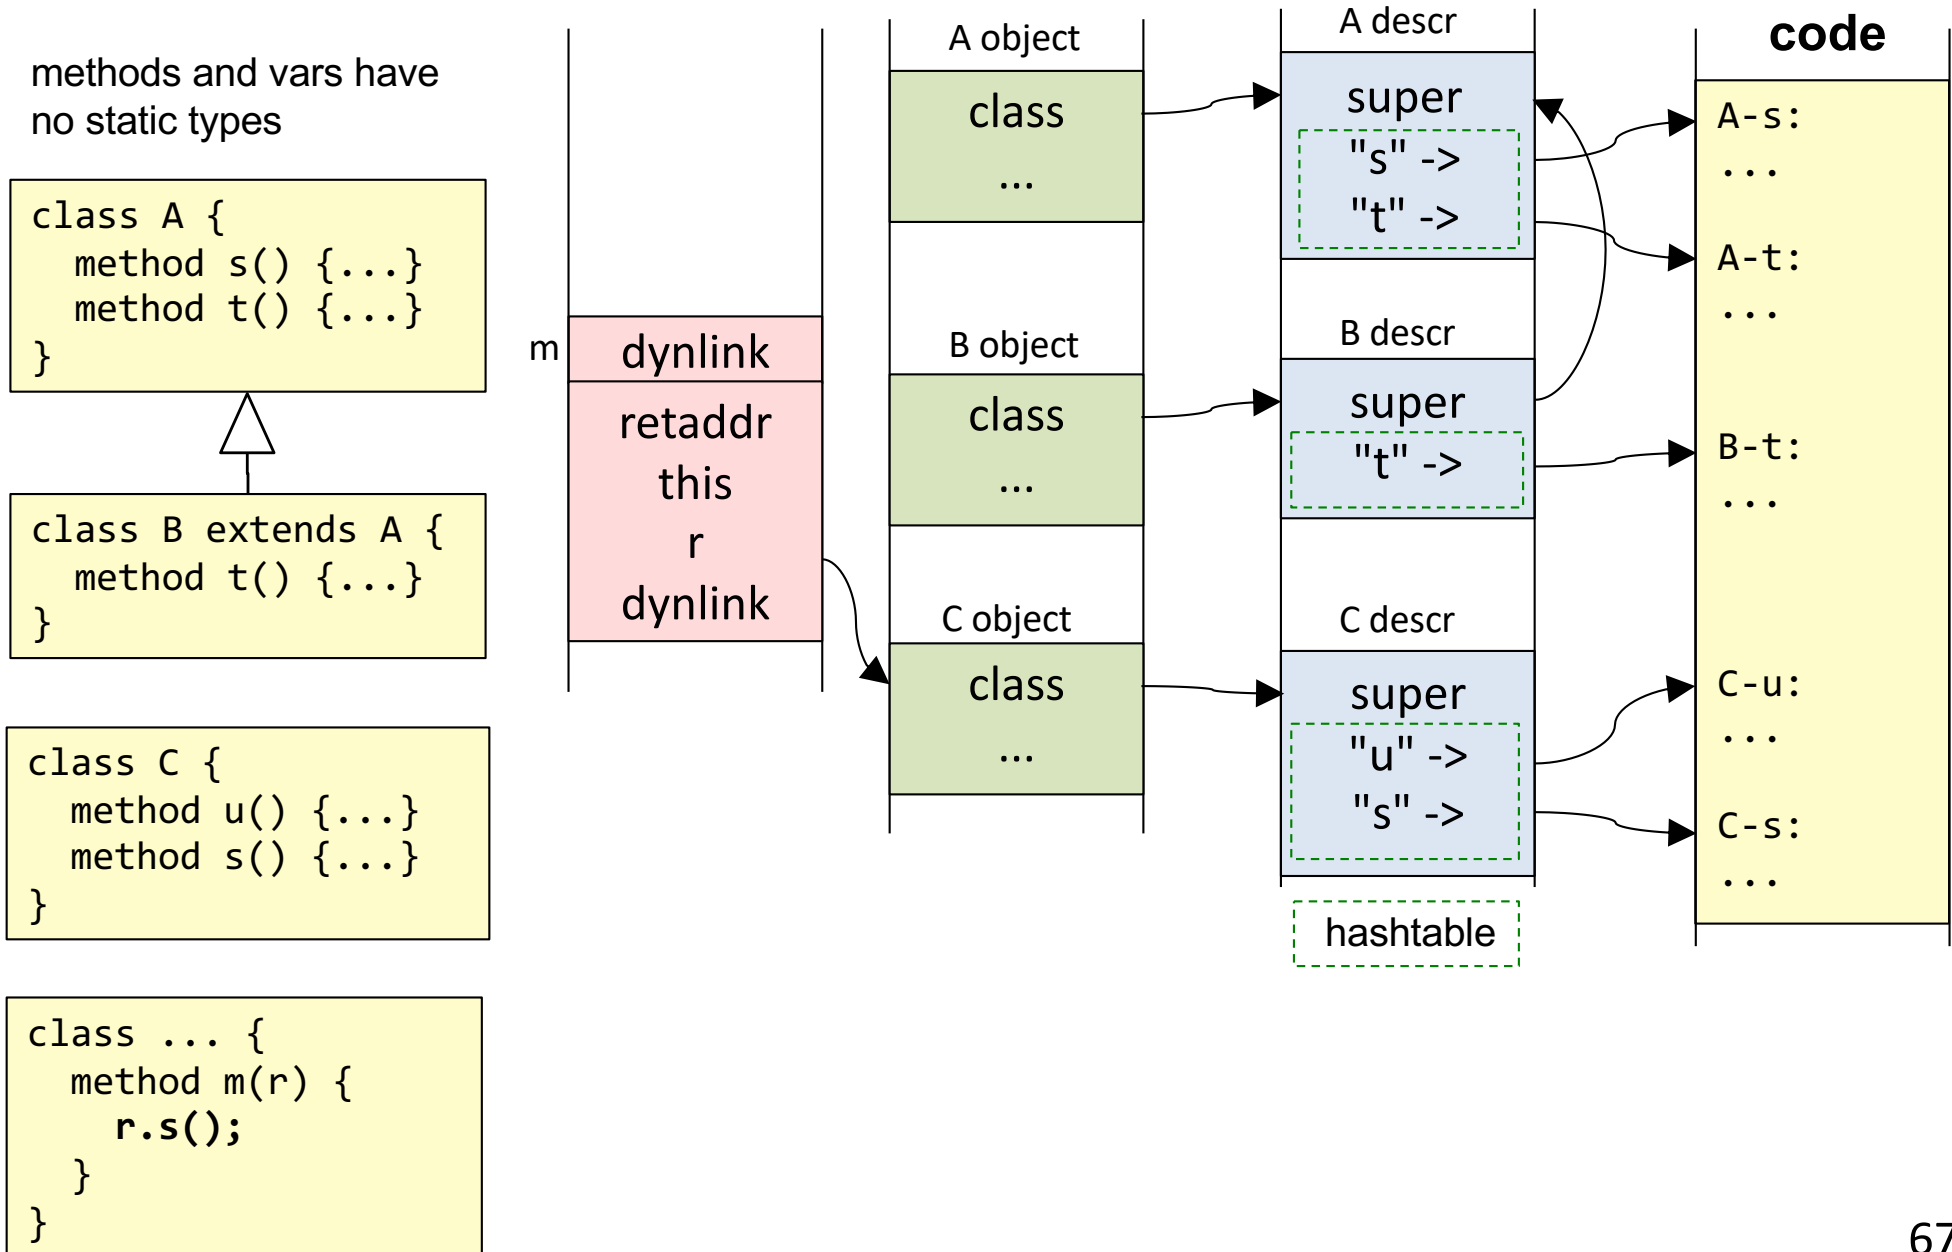 methods and vars have
no static types
class A {
method s() {...}
method t() {...}
}
class B extends A {
method t() {...}
}
class C {
method u() {...}
method s() {...}
}
class ... {
method m(r) {
r.s();
}
}
m
dynlink
retaddr
this
r
dynlink
A object
class
...
B object
class
...
C object
class
...
A descr
super
"s" ->
"t" ->
B descr
super
"t" ->
C descr
super
"u" ->
"s" ->
hashtable
code
A-s:
...
A-t:
...
B-t:
...
C-u:
...
C-s:
...
67